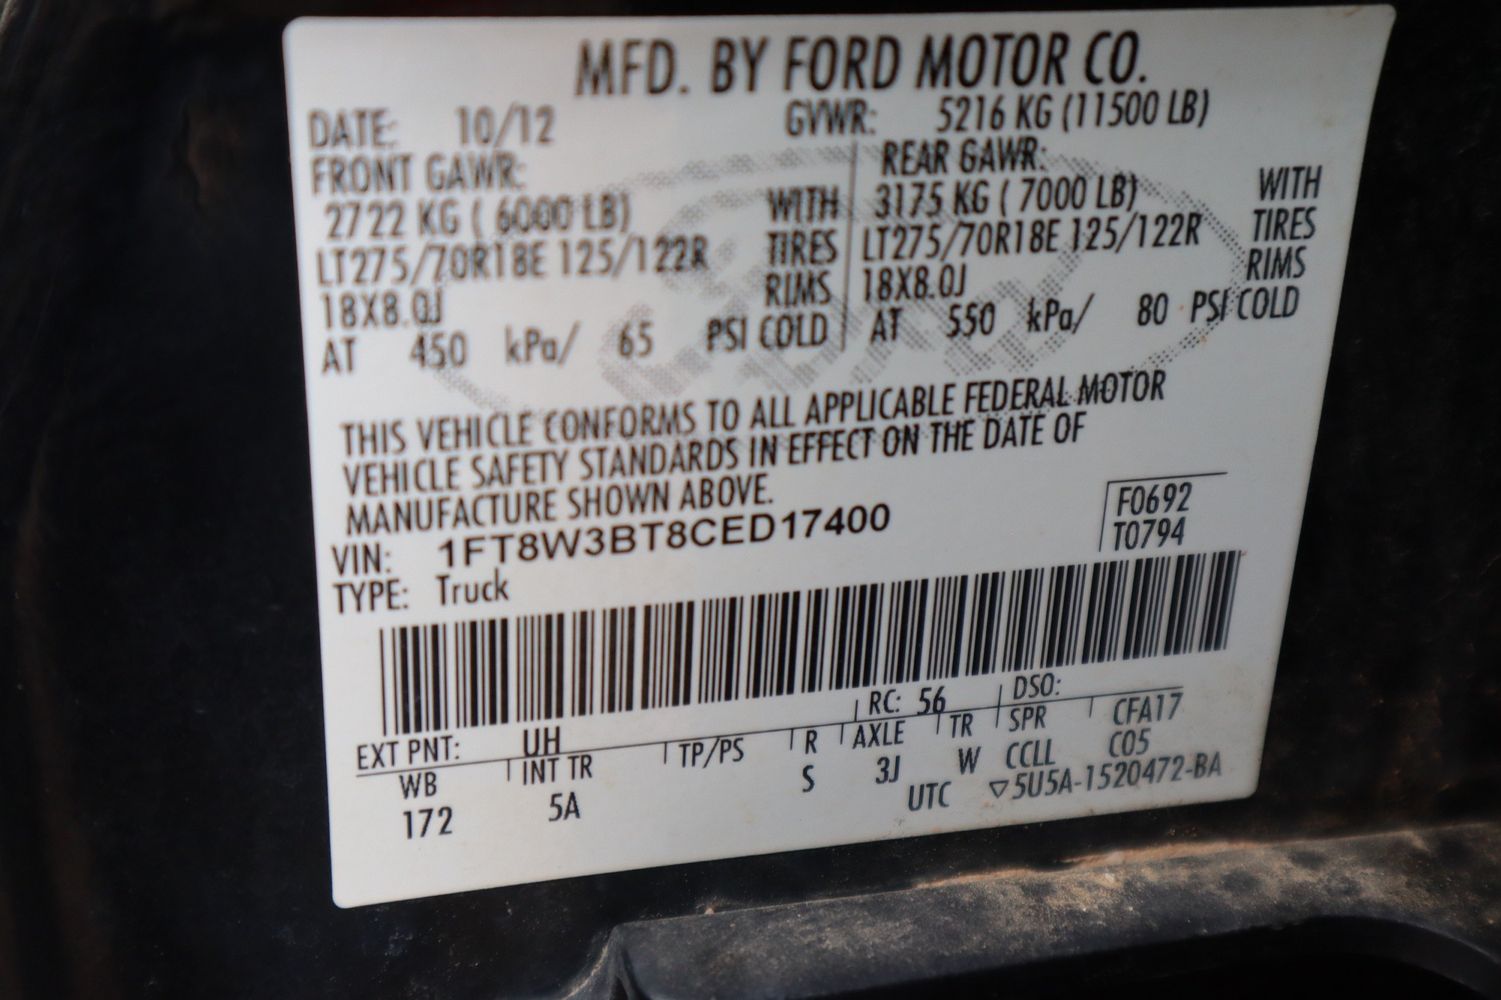 MFD. BY FORD MOTOR CO.
DATE: 10/12 GVWR: 5216 KG (11500 LB)
FRONT GAWR: REAR GAWR:
2722 KG ( 6000 LB) WITH 3175 KG ( 7000 LB) WITH
LT275/70R18E 125/122R TIRES LT275/70R18E 125/122R TIRES
18X8.0J RIMS 18X8.0J RIMS
AT 450 kPa/ 65 PSI COLD AT 550 kPa/ 80 PSI COLD
THIS VEHICLE CONFORMS TO ALL APPLICABLE FEDERAL MOTOR
VEHICLE SAFETY STANDARDS IN EFFECT ON THE DATE OF
MANUFACTURE SHOWN ABOVE.
VIN: 1FT8W3BT8CED17400 F0692
TYPE: Truck T0794
EXT PNT: UH RC: 56 DSO:
WB INT TR TP/PS R AXLE TR SPR CFA17
172 5A S 3J W CCLL C05
UTC ▽5U5A-1520472-BA